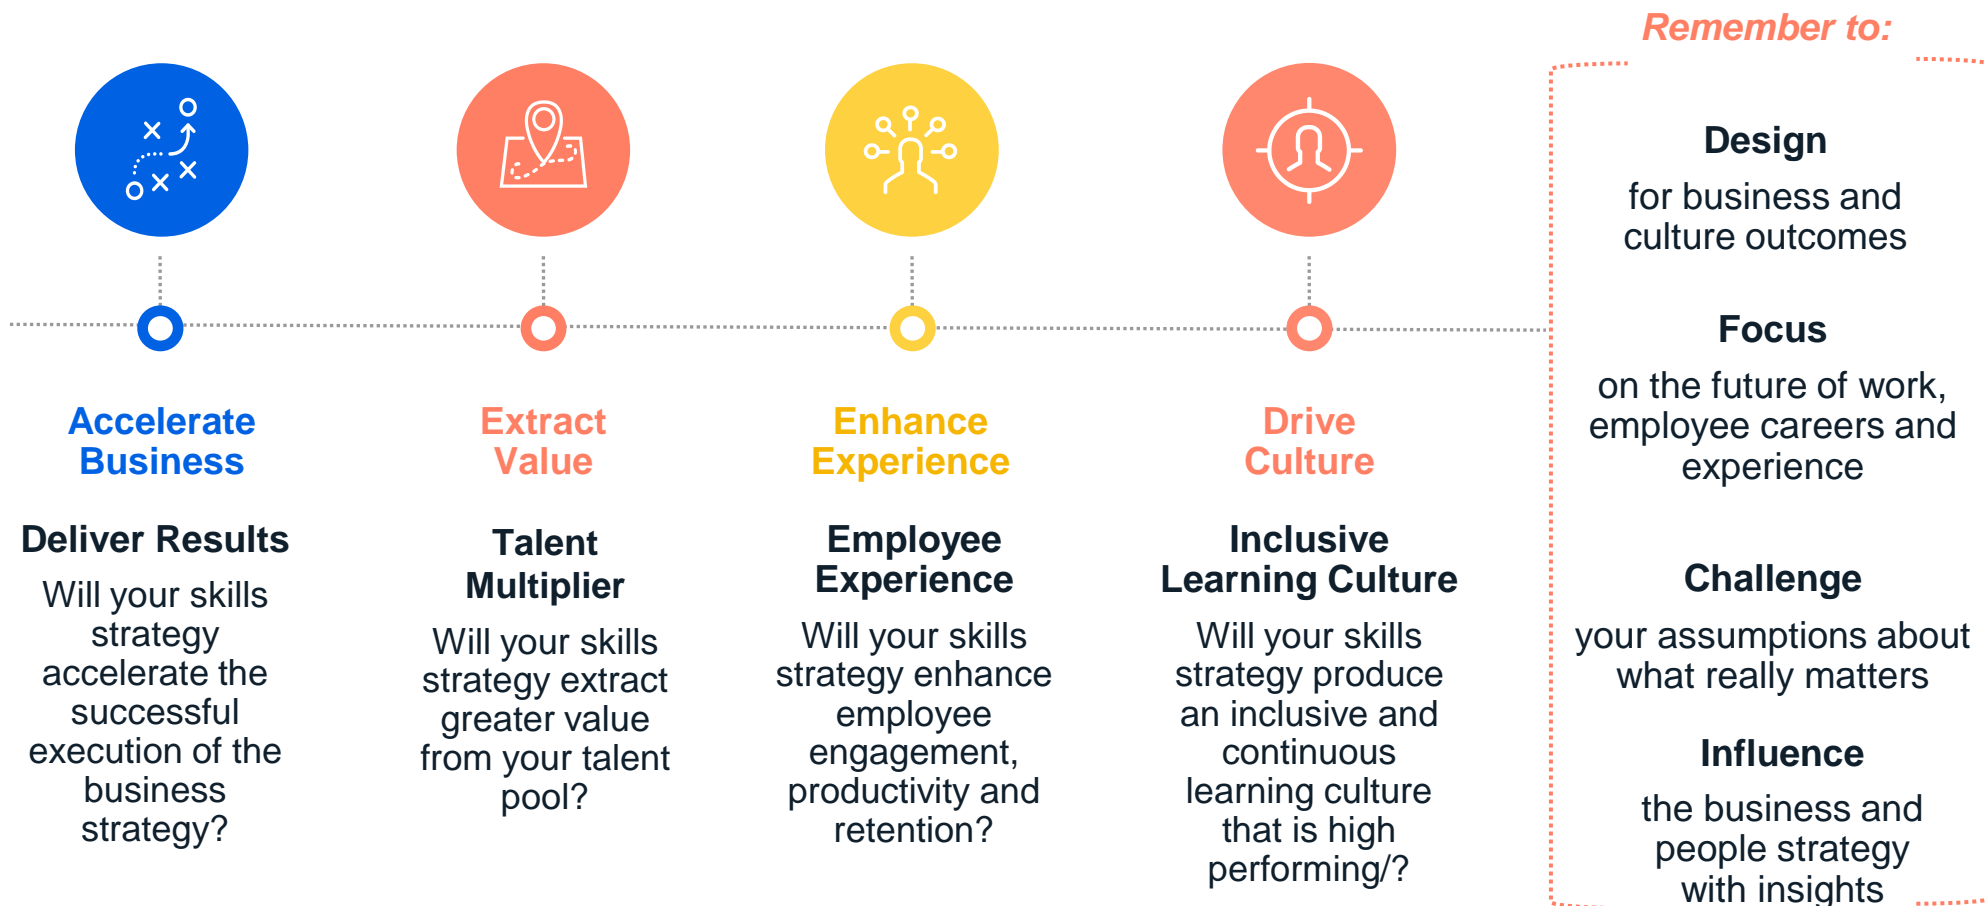 Remember to:
Accelerate
Business
Deliver Results
Will your skills
strategy
accelerate the
successful
execution of the
business
strategy?
Extract
Value
Talent
Multiplier
Will your skills
strategy extract
greater value
from your talent
pool?
Enhance
Experience
Employee
Experience
Will your skills
strategy enhance
employee
engagement,
productivity and
retention?
Drive
Culture
Inclusive
Learning Culture
Will your skills
strategy produce
an inclusive and
continuous
learning culture
that is high
performing/?
Design
for business and
culture outcomes
Focus
on the future of work,
employee careers and
experience
Challenge
your assumptions about
what really matters
Influence
the business and
people strategy
with insights